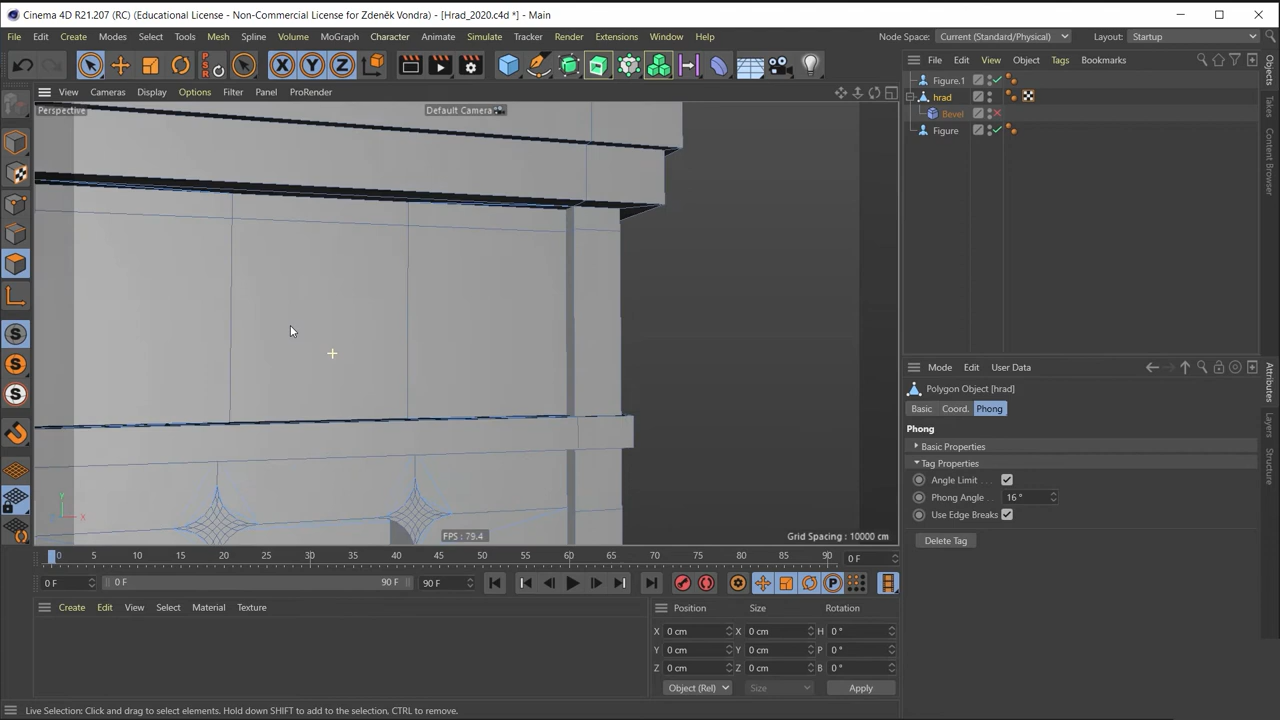 Cinema 4D R21.207 (RC) (Educational License - Non-Commercial License for Zdeněk Vondra) - [Hrad_2020.c4d *] - Main
File Edit Create Modes Select Tools Mesh Spline Volume MoGraph Character Animate Simulate Tracker Render Extensions Window Help Node Space: Current (Standard/Physical) Layout: Startup
X Y Z
File Edit View Object Tags Bookmarks
View Cameras Display Options Filter Panel ProRender
Perspective
Default Camera
Figure.1
hrad
Bevel
Figure
Objects
Takes
Content Browser
Mode Edit User Data
Polygon Object [hrad]
Basic Coord. Phong
Phong
Basic Properties
Tag Properties
Angle Limit . . .
Phong Angle . . 16 °
Use Edge Breaks
Delete Tag
Attributes
Layers
Structure
Y
X
FPS : 79.4
Grid Spacing : 10000 cm
0 5 10 15 20 25 30 35 40 45 50 55 60 65 70 75 80 85 90 0 F
0 F 0 F 90 F 90 F
Create Edit View Select Material Texture
Position Size Rotation
X 0 cm X 0 cm H 0 °
Y 0 cm Y 0 cm P 0 °
Z 0 cm Z 0 cm B 0 °
Object (Rel) Size Apply
Live Selection: Click and drag to select elements. Hold down SHIFT to add to the selection, CTRL to remove.